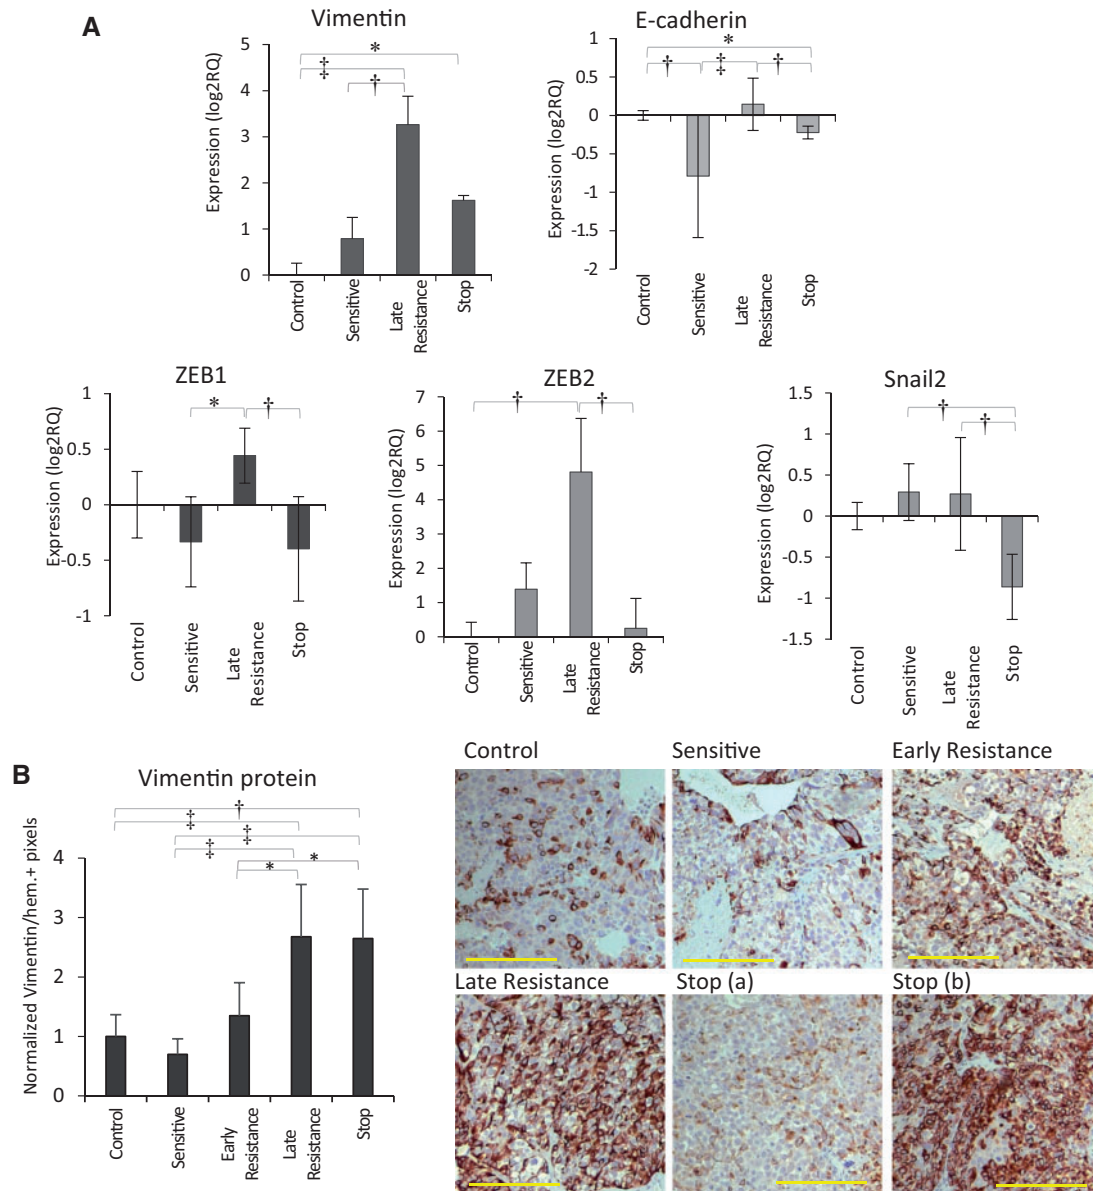 A
Vimentin
Expression (log2RQ)
5
4
3
2
1
0
*
‡
†
Control
Sensitive
Late
Resistance
Stop
E-cadherin
Expression (log2RQ)
1
0.5
0
-0.5
-1
-1.5
-2
*
†
‡
†
Control
Sensitive
Late
Resistance
Stop
ZEB1
Expression (log2RQ)
1
0.5
0
-0.5
-1
*
†
Control
Sensitive
Late
Resistance
Stop
ZEB2
Expression (log2RQ)
7
6
5
4
3
2
1
0
†
†
Control
Sensitive
Late
Resistance
Stop
Snail2
Expression (log2RQ)
1.5
1
0.5
0
-0.5
-1
-1.5
†
†
Control
Sensitive
Late
Resistance
Stop
B
Vimentin protein
Normalized Vimentin/hem.+ pixels
4
3
2
1
0
†
‡
‡
‡
*
*
Control
Sensitive
Early
Resistance
Late
Resistance
Stop
Control
Sensitive
Early Resistance
Late Resistance
Stop (a)
Stop (b)